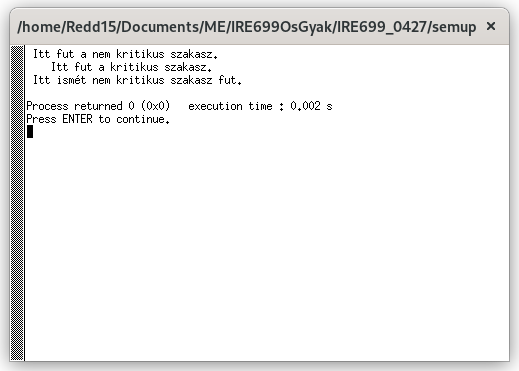 /home/Redd15/Documents/ME/IRE699OsGyak/IRE699_0427/semup
Itt fut a nem kritikus szakasz.
Itt fut a kritikus szakasz.
Itt ismét nem kritikus szakasz fut.
Process returned 0 (0x0) execution time : 0.002 s
Press ENTER to continue.